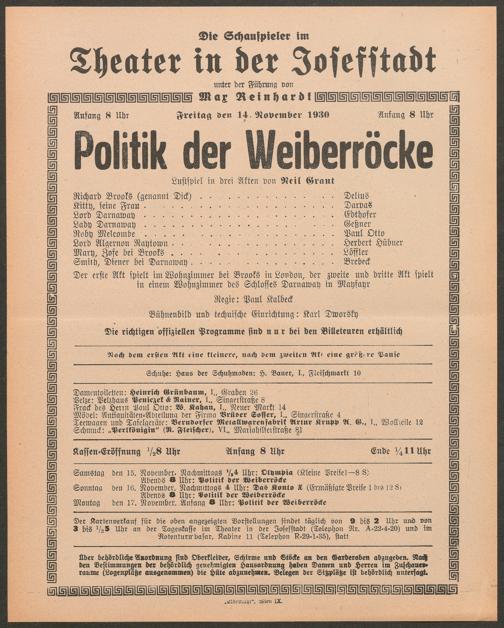 Die Schauspieler im
Theater in der Josefstadt
unter der Führung von
Max Reinhardt
Anfang 8 Uhr Freitag den 14. November 1930 Anfang 8 Uhr
Politik der Weiberröcke
Lustspiel in drei Akten von Neil Grant
Richard Brooks (genannt Dick) . . . Delius
Kitty, seine Frau . . . Darvas
Lord Darnaway . . . Edthofer
Lady Darnaway . . . Geßner
Roby Melcombe . . . Paul Otto
Lord Algernon Raytown . . . Herbert Hübner
Mary, Zofe bei Brooks . . . Löffler
Smith, Diener bei Darnaway . . . Brebeck
Der erste Akt spielt im Wohnzimmer bei Brooks in London, der zweite und dritte Akt spielt
in einem Wohnzimmer des Schlosses Darnaway in Mayfayr
Regie: Paul Kalbeck
Bühnenbild und technische Einrichtung: Karl Dworsky
Die richtigen offiziellen Programme sind nur bei den Billeteuren erhältlich
Nach dem ersten Akt eine kleinere, nach dem zweiten Akt eine größere Pause
Schuhe: Haus der Schuhmoden: H. Bauer, I., Fleischmarkt 10
Damentoiletten: Heinrich Grünbaum, I., Graben 26
Pelze: Pelzhaus Penizek & Rainer, I., Singerstraße 8
Frack des Herrn Paul Otto: W. Kahan, I., Neuer Markt 14
Möbel: Antiquitäten-Abteilung der Firma Brüder Soffer, I., Singerstraße 4
Teewagen und Tafelgeräte: Berndorfer Metallwarenfabrik Artur Krupp A. G., I., Wollzeile 12
Schmuck: „Perlkönigin“ (R. Fleischer), VI., Mariahilferstraße
Kassen-Eröffnung 1/28 Uhr Anfang 8 Uhr Ende 1/411 Uhr
Samstag den 15. November. Nachmittags 1/24 Uhr: Olympia (Kleine Preise 1—8 S)
Abends 8 Uhr: Politik der Weiberröcke
Sonntag den 16. November. Nachmittags 4 Uhr: Das Konto X (Ermäßigte Preise 1 bis 12 S)
Abends 8 Uhr: Politik der Weiberröcke
Montag den 17. November. Anfang 8 Uhr: Politik der Weiberröcke
Der Kartenverkauf für die oben angezeigten Vorstellungen findet täglich von 9 bis 2 Uhr und von
3 bis 1/25 Uhr an der Tageskasse im Theater in der Josefstadt (Telephon Nr. A-22-4-20) und im
Rotenturmbasar, Kabine 11 (Telephon R-29-1-35), statt
Über behördliche Anordnung sind Oberkleider, Schirme und Stöcke an den Garderoben abzugeben. Nach
den Bestimmungen der behördlich genehmigten Hausordnung haben Damen und Herren im Zuschauer-
raume (Logenplätze ausgenommen) die Hüte abzunehmen. Belegen der Sitzplätze ist behördlich untersagt.